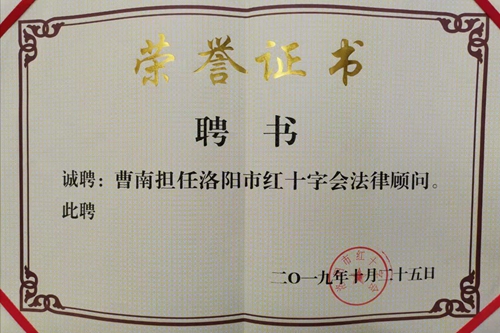 荣誉证书
聘书
诚聘：曹南担任洛阳市红十字会法律顾问。
此聘
二〇一九年十月二十五日